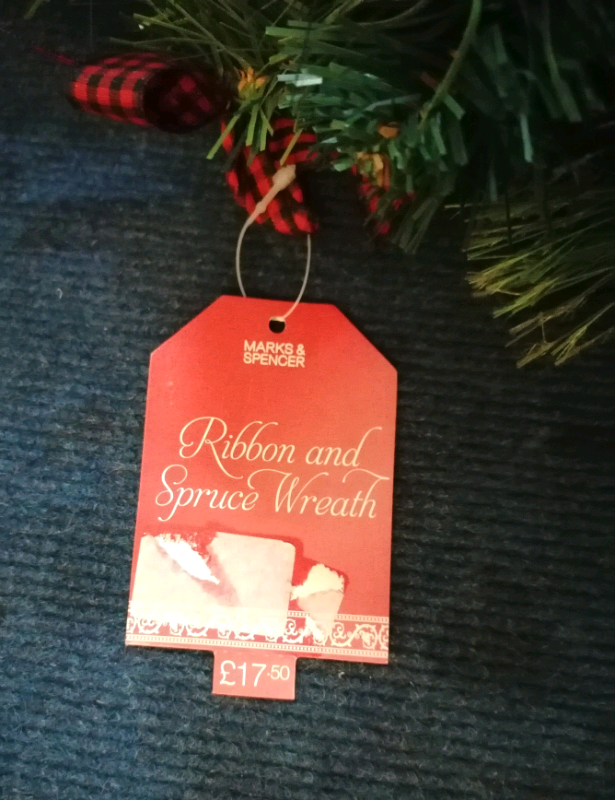 MARKS &
SPENCER
Ribbon and
Spruce Wreath
£17.50